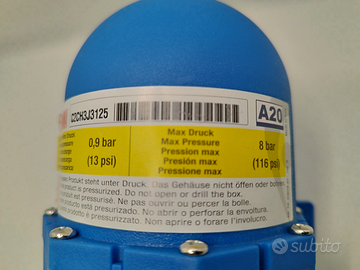 C2CH3J3125
A20
0,9 bar
(13 psi)
Max Druck
Max Pressure
Pression max
Presión max
Pressione max
8 bar
(116 psi)
Produkt steht unter Druck. Das Gehäuse nicht öffen oder bohren.
product is pressurized. Do not open or drill the box.
est pressurisé. Ne pas ouvrir ou percer la boîte.
está presurizado. No abrir o perforar la envoltura.
è pressurizzato. Non aprire o forare l'involucro.
subito